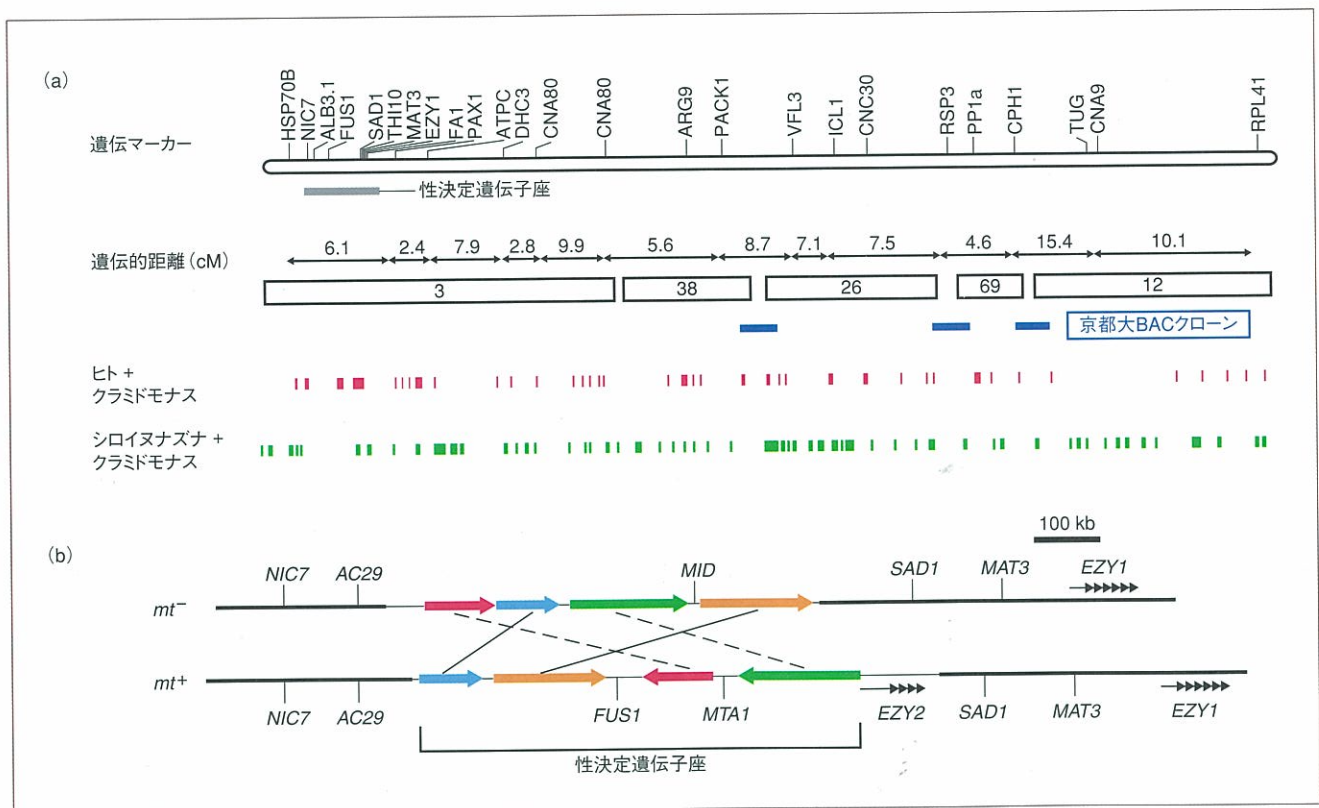 (a)
遺伝マーカー
HSP70B
NIC7
ALB3.1
FUS1
SAD1
THI10
MAT3
EZY1
FA1
PAX1
ATPC
DHC3
CNA80
CNA80
ARG9
PACK1
VFL3
ICL1
CNC30
RSP3
PP1a
CPH1
TUG
CNA9
RPL41
性決定遺伝子座
遺伝的距離(cM)
6.1 2.4 7.9 2.8 9.9 5.6 8.7 7.1 7.5 4.6 15.4 10.1
3 38 26 69 12
京都大BACクローン
ヒト +
クラミドモナス
シロイヌナズナ +
クラミドモナス
100 kb
(b)
NIC7 AC29 MID SAD1 MAT3 EZY1
mt−
mt+
NIC7 AC29 FUS1 MTA1 EZY2 SAD1 MAT3 EZY1
性決定遺伝子座